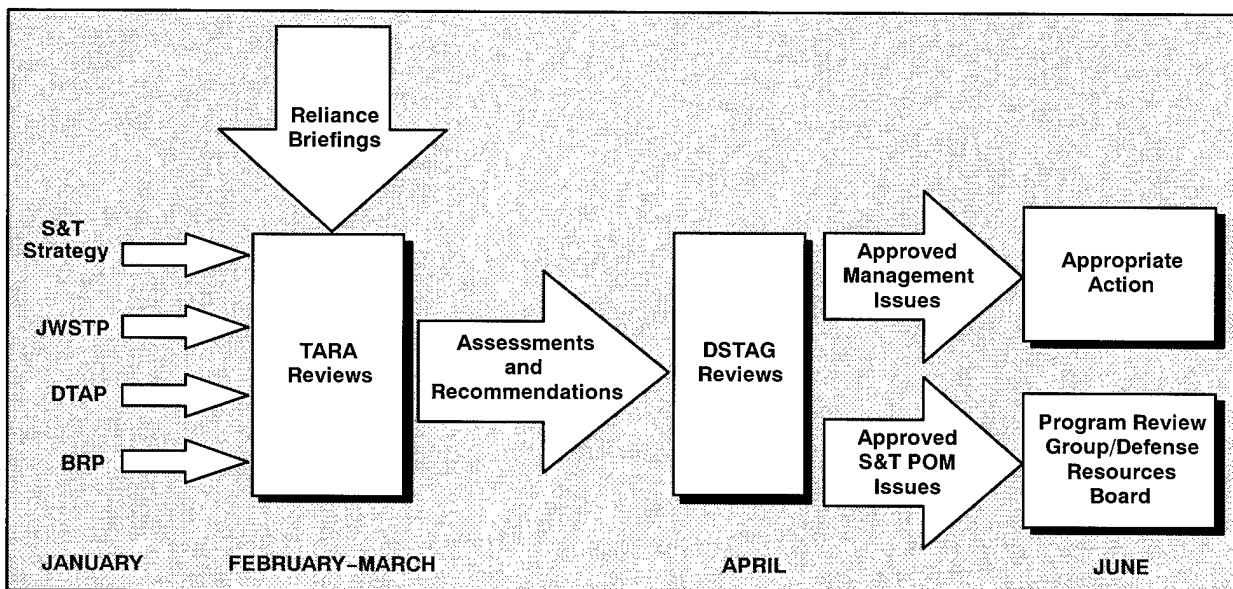 Reliance
Briefings
S&T
Strategy
JWSTP
DTAP
BRP
TARA
Reviews
Assessments
and
Recommendations
DSTAG
Reviews
Approved
Management
Issues
Appropriate
Action
Approved
S&T POM
Issues
Program Review
Group/Defense
Resources
Board
JANUARY
FEBRUARY–MARCH
APRIL
JUNE